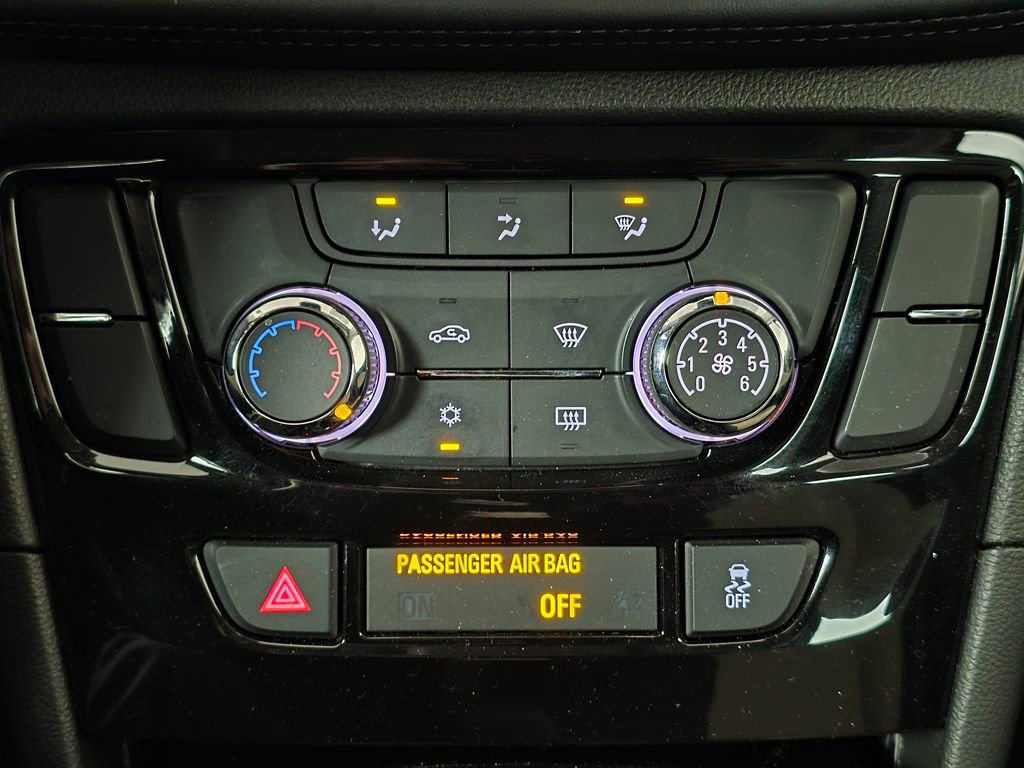 0 1 2 3 4 5 6
PASSENGER AIR BAG
ON OFF
OFF